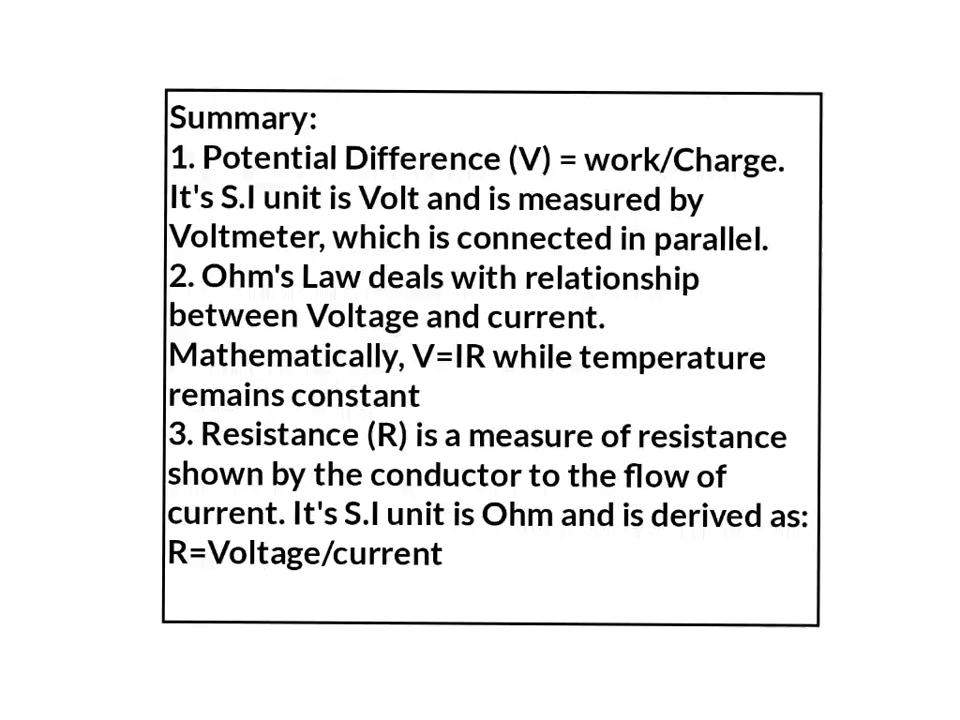 Summary:
1. Potential Difference (V) = work/Charge.
It's S.I unit is Volt and is measured by
Voltmeter, which is connected in parallel.
2. Ohm's Law deals with relationship
between Voltage and current.
Mathematically, V=IR while temperature
remains constant
3. Resistance (R) is a measure of resistance
shown by the conductor to the flow of
current. It's S.I unit is Ohm and is derived as:
R=Voltage/current